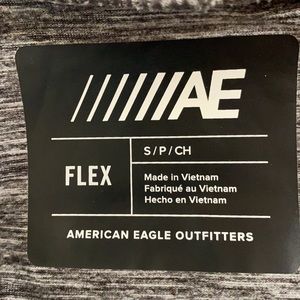 //////AE
FLEX
S/P/CH
Made in Vietnam
Fabriqué au Vietnam
Hecho en Vietnam
AMERICAN EAGLE OUTFITTERS